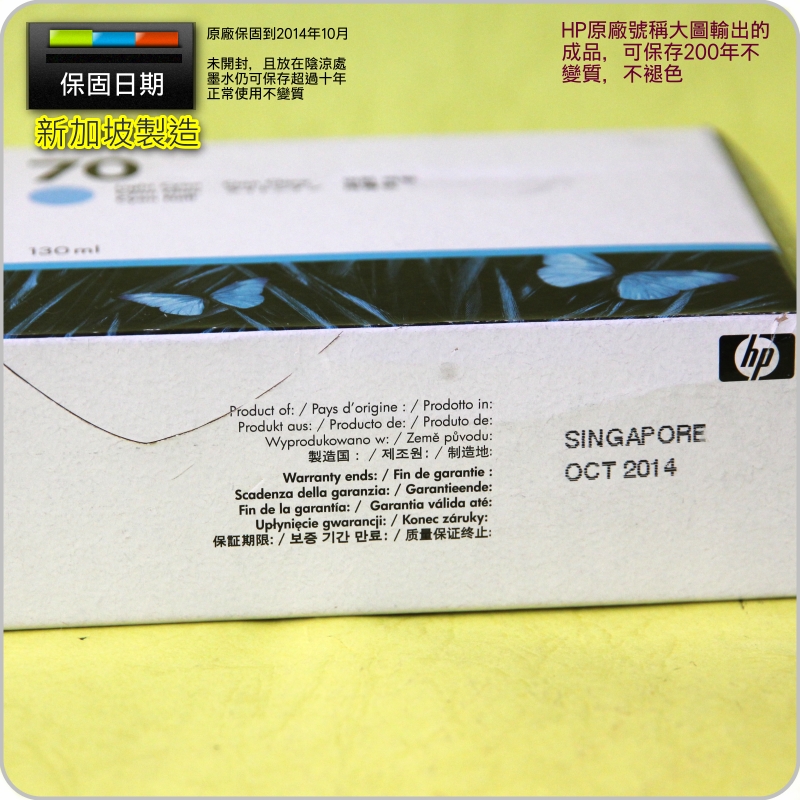 保固日期
新加坡製造
原廠保固到2014年10月
未開封，且放在陰涼處
墨水仍可保存超過十年
正常使用不變質
HP原廠號稱大圖輸出的
成品，可保存200年不
變質，不褪色
70
130 ml
hp
Product of: / Pays d'origine : / Prodotto in:
Produkt aus: / Producto de: / Produto de:
Wyprodukowano w: / Země původu:
製造国 : / 제조원: / 制造地:
SINGAPORE
OCT 2014
Warranty ends: / Fin de garantie :
Scadenza della garanzia: / Garantieende:
Fin de la garantía: / Garantia válida até:
Upłynięcie gwarancji: / Konec záruky:
保証期限: / 보증 기간 만료: / 质量保证终止: